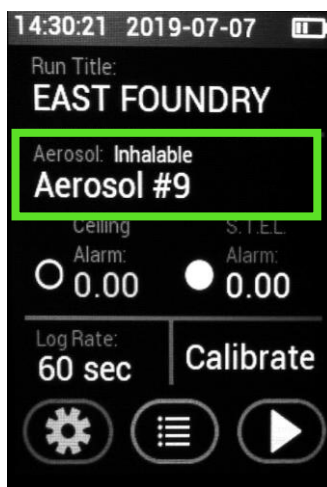 14:30:21 2019-07-07
Run Title:
EAST FOUNDRY
Aerosol: Inhalable
Aerosol #9
Ceiling S.T.E.L.
Alarm: Alarm:
0.00 0.00
Log Rate:
60 sec
Calibrate